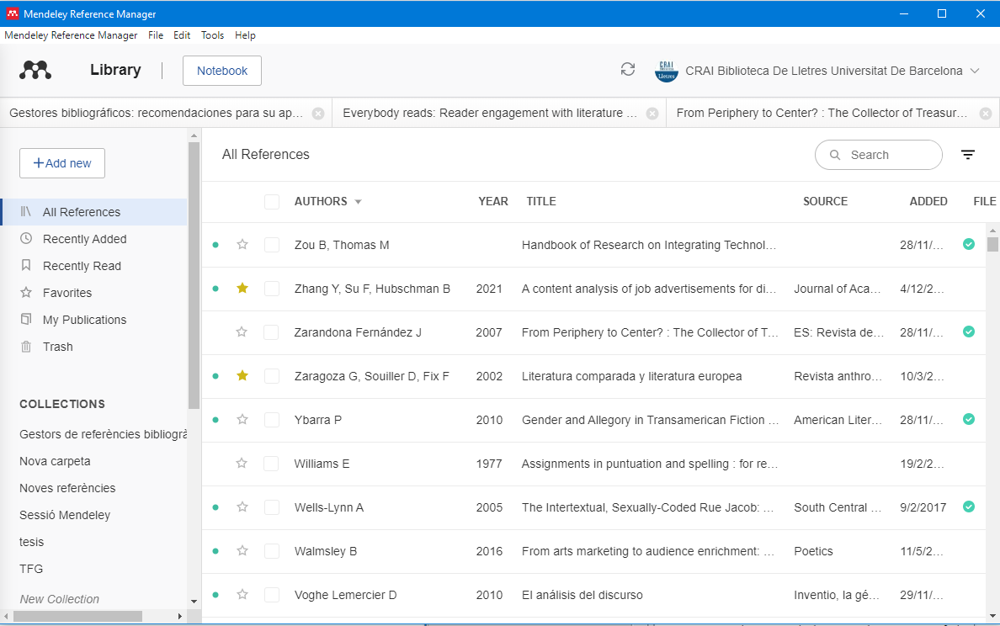 Mendeley Reference Manager
Mendeley Reference Manager File Edit Tools Help
Library Notebook CRAI Lletres CRAI Biblioteca De Lletres Universitat De Barcelona
Gestores bibliográficos: recomendaciones para su ap... Everybody reads: Reader engagement with literature ... From Periphery to Center? : The Collector of Treasur...
+Add new
All References
Search
All References
Recently Added
Recently Read
Favorites
My Publications
Trash
COLLECTIONS
Gestors de referències bibliogrà
Nova carpeta
Noves referències
Sessió Mendeley
tesis
TFG
New Collection
AUTHORS YEAR TITLE SOURCE ADDED FILE
Zou B, Thomas M Handbook of Research on Integrating Technol... 28/11/...
Zhang Y, Su F, Hubschman B 2021 A content analysis of job advertisements for di... Journal of Aca... 4/12/2...
Zarandona Fernández J 2007 From Periphery to Center? : The Collector of T... ES: Revista de... 28/11/...
Zaragoza G, Souiller D, Fix F 2002 Literatura comparada y literatura europea Revista anthro... 10/3/2...
Ybarra P 2010 Gender and Allegory in Transamerican Fiction ... American Liter... 28/11/...
Williams E 1977 Assignments in puntuation and spelling : for re... 19/2/2...
Wells-Lynn A 2005 The Intertextual, Sexually-Coded Rue Jacob: ... South Central ... 9/2/2017
Walmsley B 2016 From arts marketing to audience enrichment: ... Poetics 11/5/2...
Voghe Lemercier D 2010 El análisis del discurso Inventio, la gé... 29/11/...